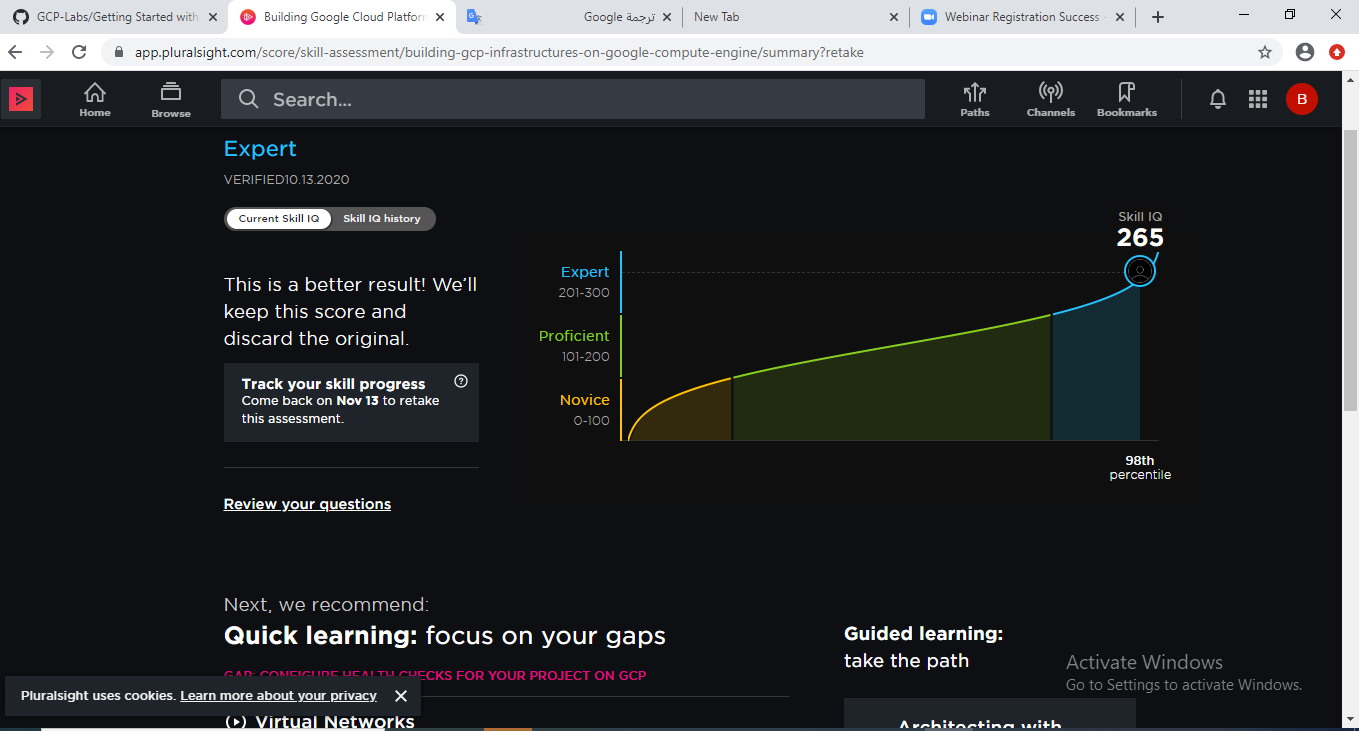 GCP-Labs/Getting Started with
Building Google Cloud Platform
ترجمة Google
New Tab
Webinar Registration Success -
app.pluralsight.com/score/skill-assessment/building-gcp-infrastructures-on-google-compute-engine/summary?retake
Home
Browse
Search...
Paths
Channels
Bookmarks
B
Expert
VERIFIED10.13.2020
Current Skill IQ
Skill IQ history
This is a better result! We'll
keep this score and
discard the original.
Track your skill progress
Come back on Nov 13 to retake
this assessment.
Review your questions
Skill IQ
265
Expert
201-300
Proficient
101-200
Novice
0-100
98th
percentile
Next, we recommend:
Quick learning: focus on your gaps
GAP: CONFIGURE HEALTH CHECKS FOR YOUR PROJECT ON GCP
Virtual Networks
Guided learning:
take the path
Architecting with
Activate Windows
Go to Settings to activate Windows.
Pluralsight uses cookies. Learn more about your privacy